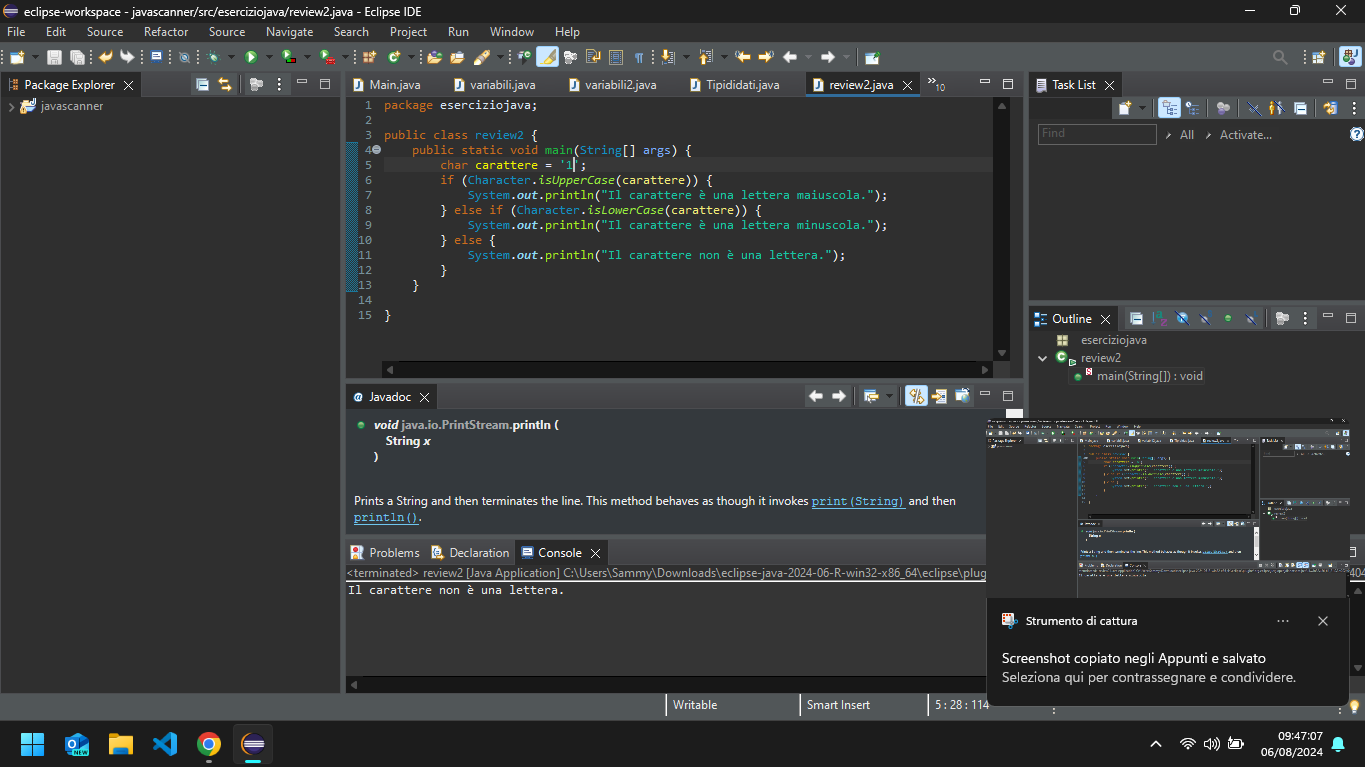 eclipse-workspace - javascanner/src/eserciziojava/review2.java - Eclipse IDE
File Edit Source Refactor Source Navigate Search Project Run Window Help
Package Explorer
javascanner
Main.java variabili.java variabili2.java Tipididati.java review2.java »10
1 package eserciziojava;
2
3 public class review2 {
4 public static void main(String[] args) {
5 char carattere = '1';
6 if (Character.isUpperCase(carattere)) {
7 System.out.println("Il carattere è una lettera maiuscola.");
8 } else if (Character.isLowerCase(carattere)) {
9 System.out.println("Il carattere è una lettera minuscola.");
10 } else {
11 System.out.println("Il carattere non è una lettera.");
12 }
13 }
14
15 }
Task List
Find All Activate...
Outline
eserciziojava
review2
main(String[]) : void
@ Javadoc
void java.io.PrintStream.println (
String x
)
Prints a String and then terminates the line. This method behaves as though it invokes print(String) and then
println().
Problems Declaration Console
<terminated> review2 [Java Application] C:\Users\Sammy\Downloads\eclipse-java-2024-06-R-win32-x86_64\eclipse\plug
Il carattere non è una lettera.
Strumento di cattura
Screenshot copiato negli Appunti e salvato
Seleziona qui per contrassegnare e condividere.
Writable Smart Insert 5 : 28 : 114
NEW
09:47:07
06/08/2024